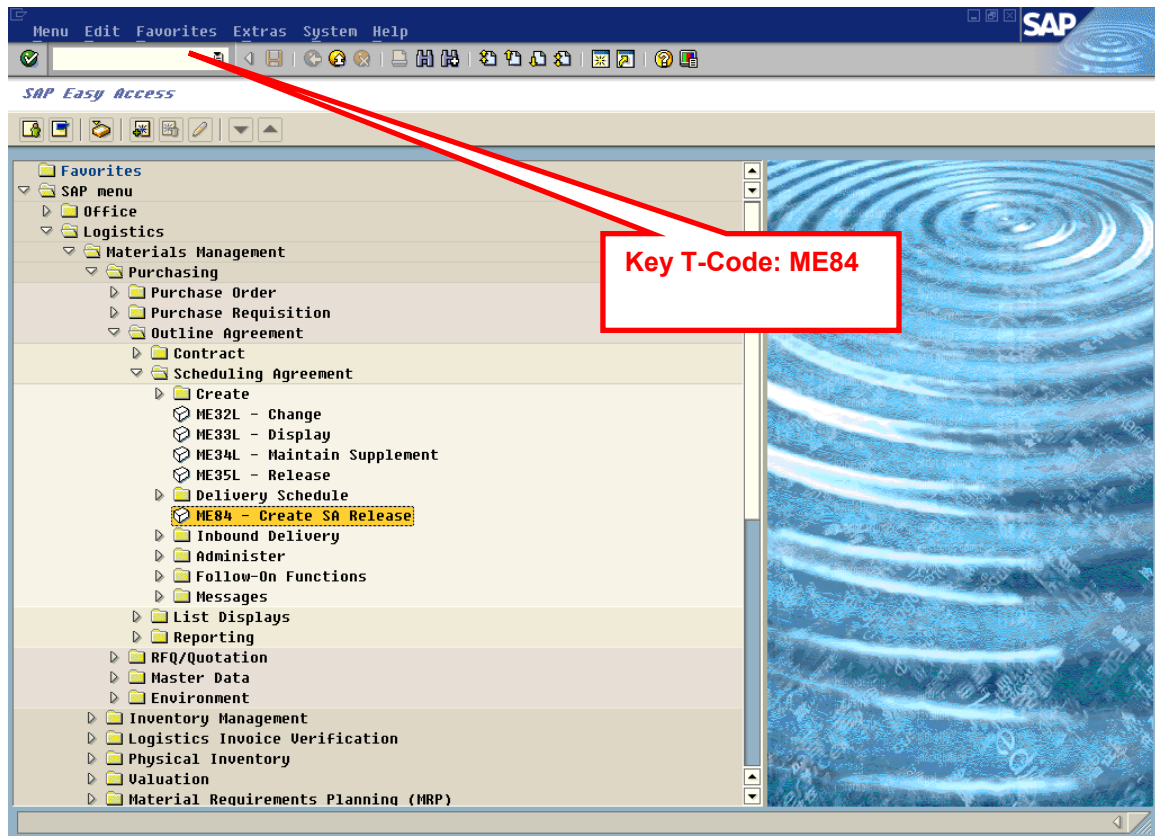 Menu Edit Favorites Extras System Help
SAP
SAP Easy Access
Favorites
SAP menu
Office
Logistics
Materials Management
Purchasing
Purchase Order
Purchase Requisition
Outline Agreement
Contract
Scheduling Agreement
Create
ME32L - Change
ME33L - Display
ME34L - Maintain Supplement
ME35L - Release
Delivery Schedule
ME84 - Create SA Release
Inbound Delivery
Administer
Follow-On Functions
Messages
List Displays
Reporting
RFQ/Quotation
Master Data
Environment
Inventory Management
Logistics Invoice Verification
Physical Inventory
Valuation
Material Requirements Planning (MRP)
Key T-Code: ME84